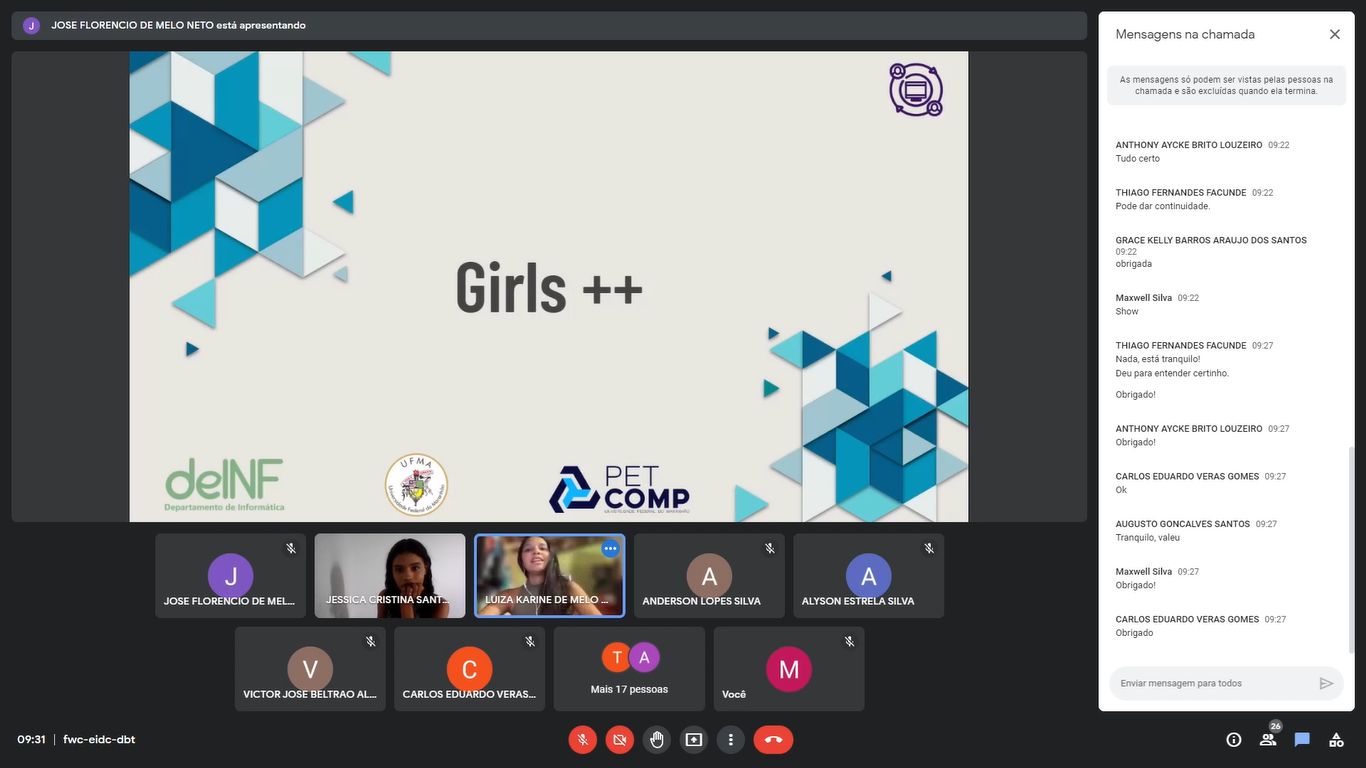 J
JOSE FLORENCIO DE MELO NETO está apresentando
Girls ++
deINF
Departamento de Informática
UFMA
Universidade Federal do Maranhão
PET
COMP
UNIVERSIDADE FEDERAL DO MARANHÃO
J
JOSE FLORENCIO DE MEL...
JESSICA CRISTINA SANT...
LUIZA KARINE DE MELO ...
A
ANDERSON LOPES SILVA
A
ALYSON ESTRELA SILVA
V
VICTOR JOSE BELTRAO AL...
C
CARLOS EDUARDO VERAS...
T A
Mais 17 pessoas
M
Você
09:31 | fwc-eidc-dbt
Mensagens na chamada
As mensagens só podem ser vistas pelas pessoas na
chamada e são excluídas quando ela termina.
ANTHONY AYCKE BRITO LOUZEIRO 09:22
Tudo certo
THIAGO FERNANDES FACUNDE 09:22
Pode dar continuidade.
GRACE KELLY BARROS ARAUJO DOS SANTOS
09:22
obrigada
Maxwell Silva 09:22
Show
THIAGO FERNANDES FACUNDE 09:27
Nada, está tranquilo!
Deu para entender certinho.
Obrigado!
ANTHONY AYCKE BRITO LOUZEIRO 09:27
Obrigado!
CARLOS EDUARDO VERAS GOMES 09:27
Ok
AUGUSTO GONCALVES SANTOS 09:27
Tranquilo, valeu
Maxwell Silva 09:27
Obrigado!
CARLOS EDUARDO VERAS GOMES 09:27
Obrigado
Enviar mensagem para todos
26